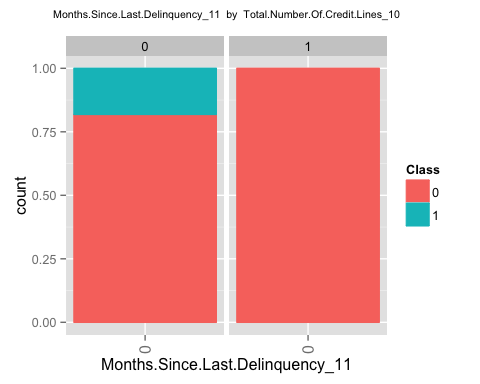 Months.Since.Last.Delinquency_11 by Total.Number.Of.Credit.Lines_10
0 1
1.00
0.75
0.50
0.25
0.00
count
0 0
Months.Since.Last.Delinquency_11
Class
0
1